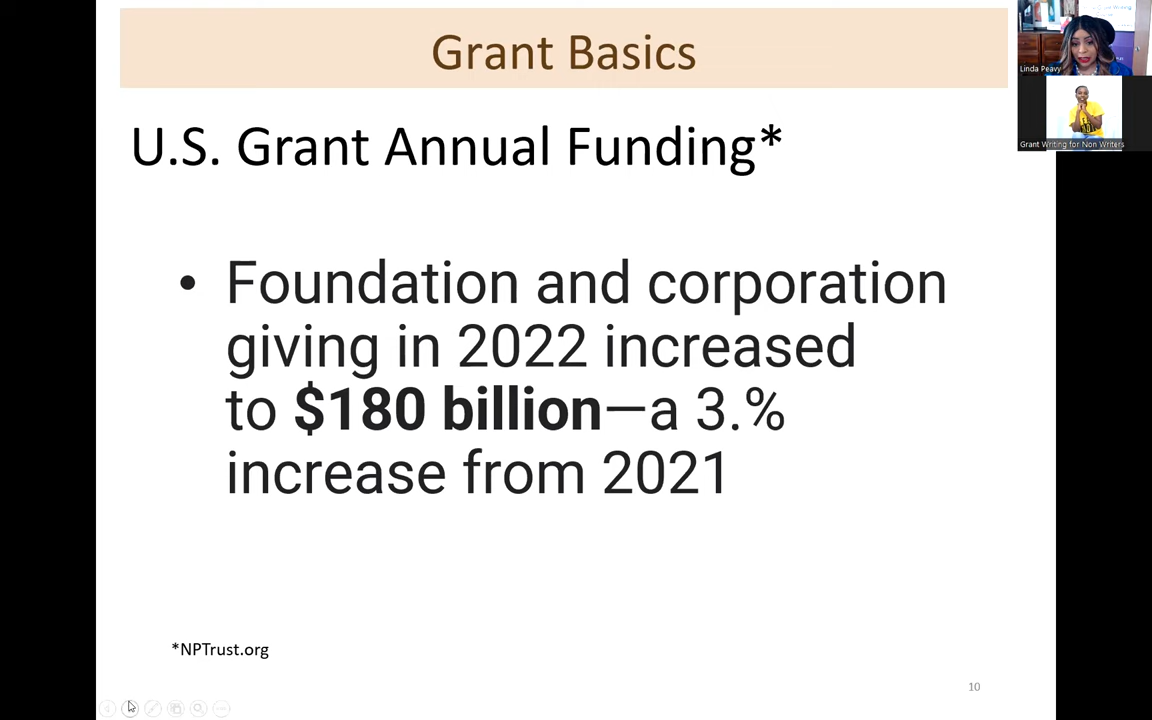 Grant Basics
U.S. Grant Annual Funding*
• Foundation and corporation
giving in 2022 increased
to $180 billion—a 3.%
increase from 2021
*NPTrust.org
10
Linda Peavy
Grant Writing for Non Writers